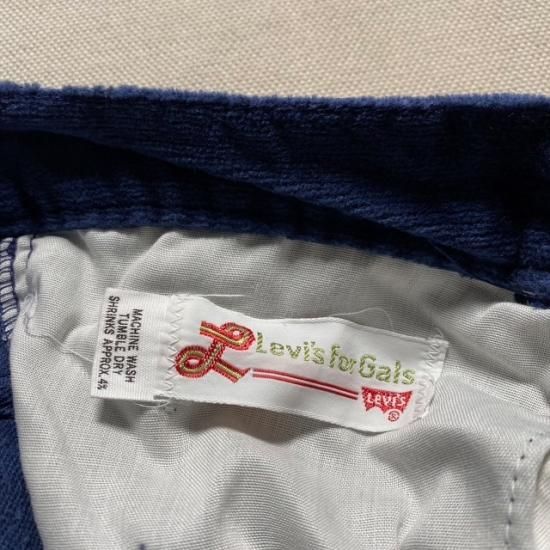 MACHINE WASH
TUMBLE DRY
SHRINKS APPROX. 4%
Levi's for Gals
LEVI'S
®